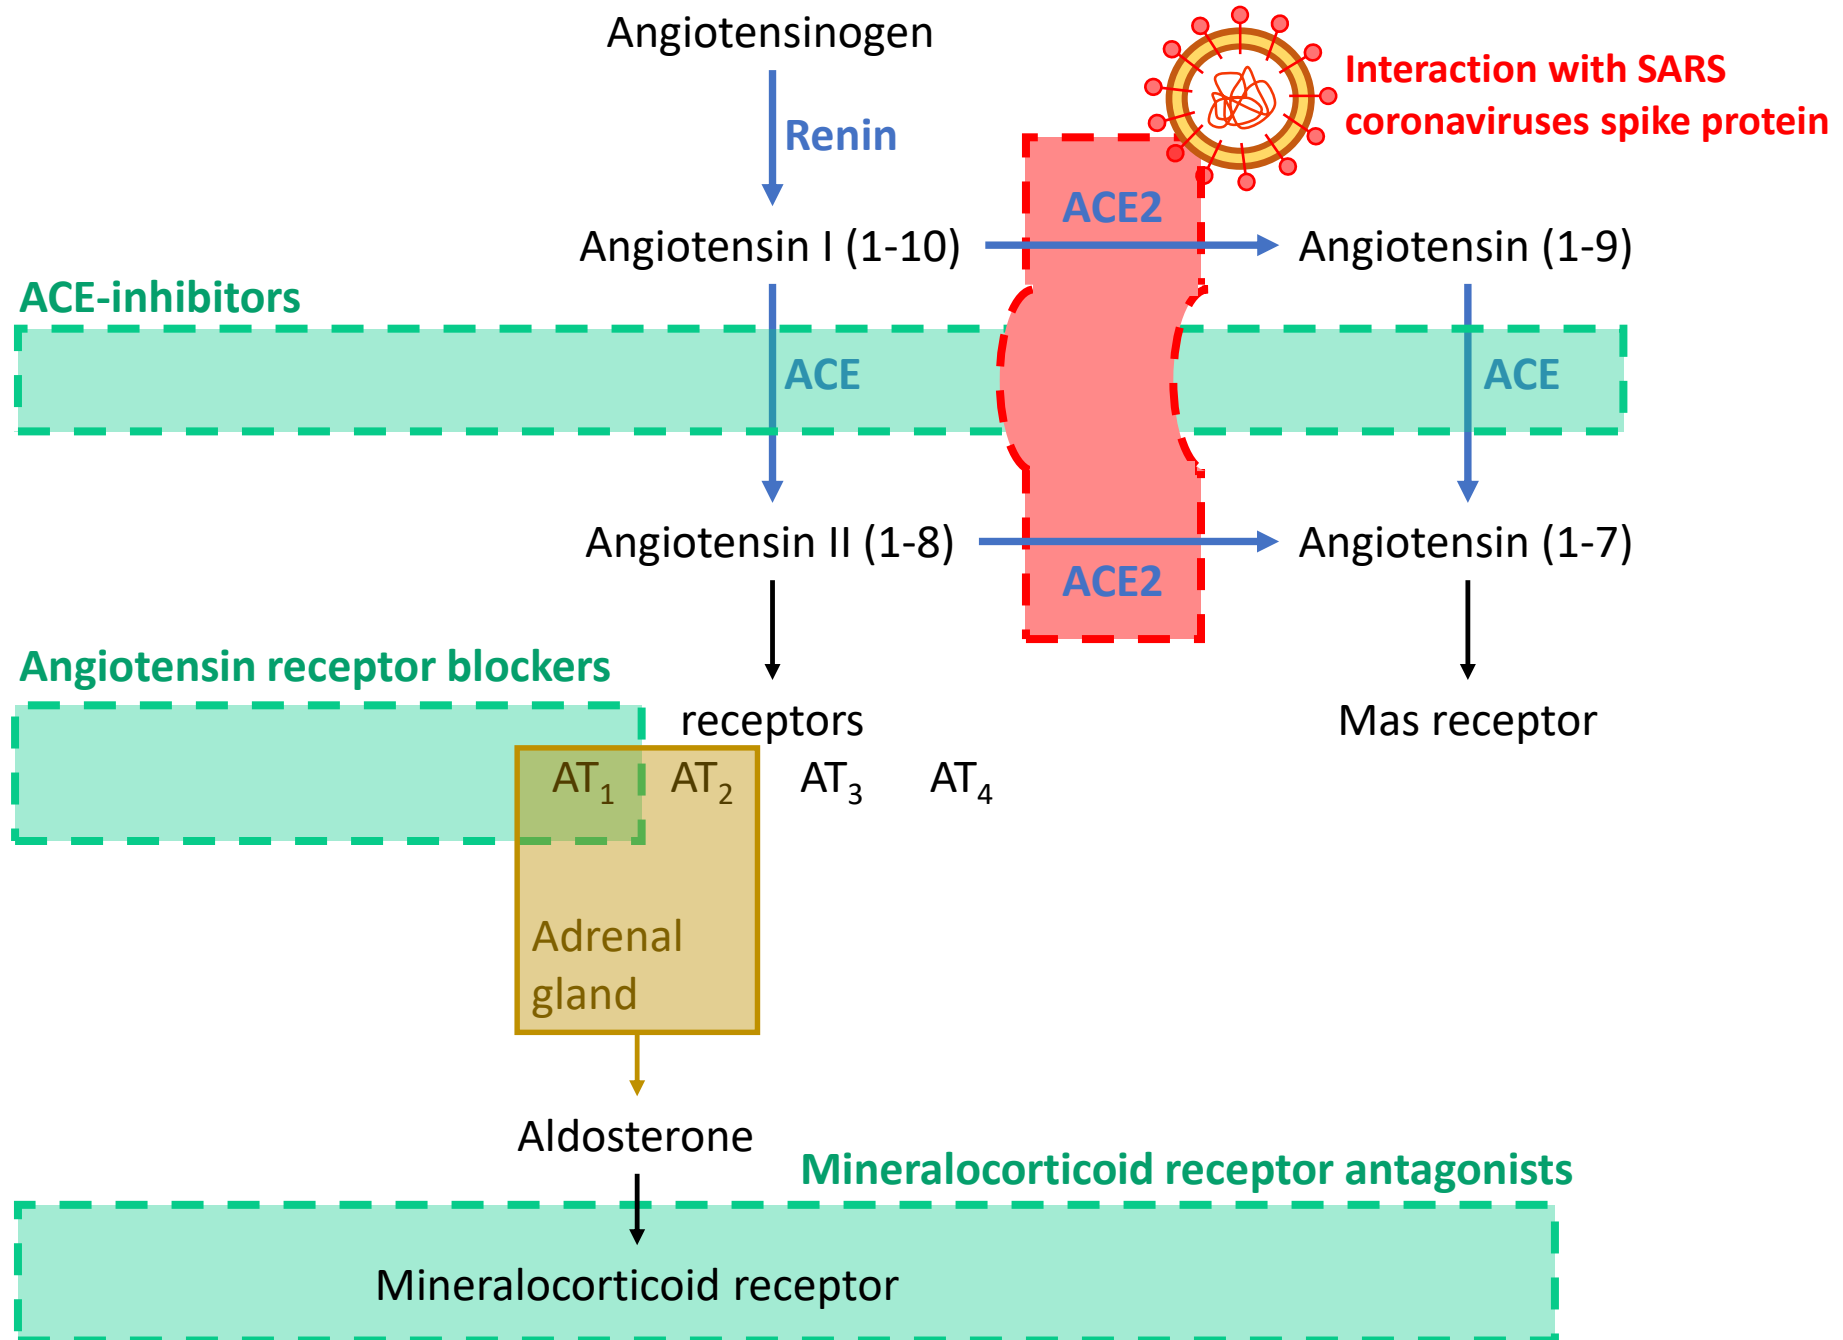 Angiotensinogen
Interaction with SARS
coronaviruses spike protein
Renin
ACE2
Angiotensin I (1-10)
Angiotensin (1-9)
ACE-inhibitors
ACE
ACE
Angiotensin II (1-8)
Angiotensin (1-7)
ACE2
Angiotensin receptor blockers
receptors
Mas receptor
AT₁ AT₂ AT₃ AT₄
Adrenal
gland
Aldosterone
Mineralocorticoid receptor antagonists
Mineralocorticoid receptor